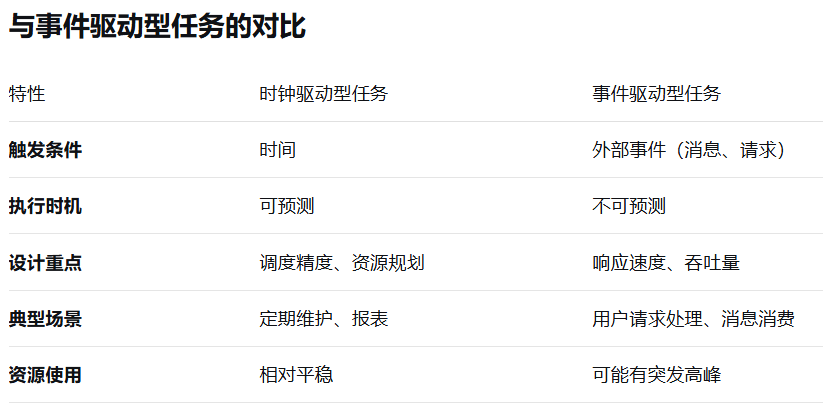 与事件驱动型任务的对比
特性 时钟驱动型任务 事件驱动型任务
触发条件 时间 外部事件（消息、请求）
执行时机 可预测 不可预测
设计重点 调度精度、资源规划 响应速度、吞吐量
典型场景 定期维护、报表 用户请求处理、消息消费
资源使用 相对平稳 可能有突发高峰